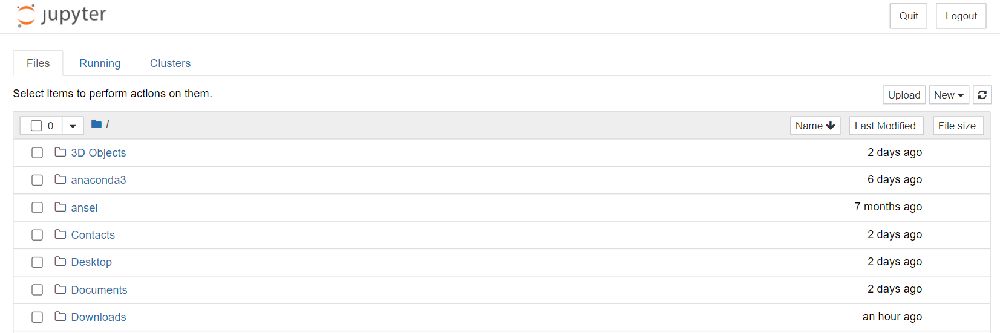 jupyter Quit Logout
Files Running Clusters
Select items to perform actions on them. Upload New
0 / Name Last Modified File size
3D Objects 2 days ago
anaconda3 6 days ago
ansel 7 months ago
Contacts 2 days ago
Desktop 2 days ago
Documents 2 days ago
Downloads an hour ago